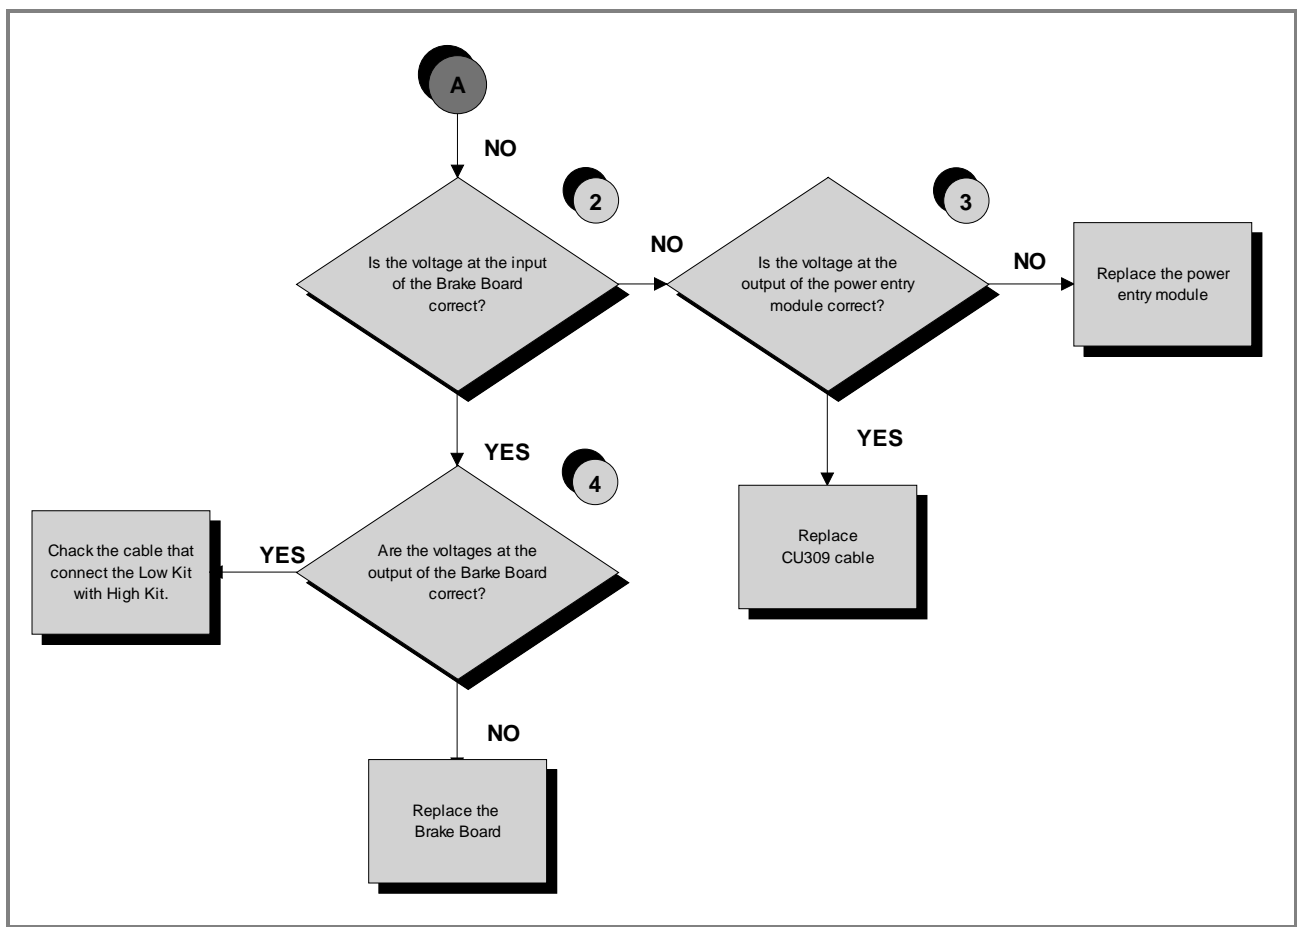 A
NO
2
Is the voltage at the input
of the Brake Board
correct?
NO
3
Is the voltage at the
output of the power entry
module correct?
NO
Replace the power
entry module
YES
YES
4
Replace
CU309 cable
Chack the cable that
connect the Low Kit
with High Kit.
YES
Are the voltages at the
output of the Barke Board
correct?
NO
Replace the
Brake Board